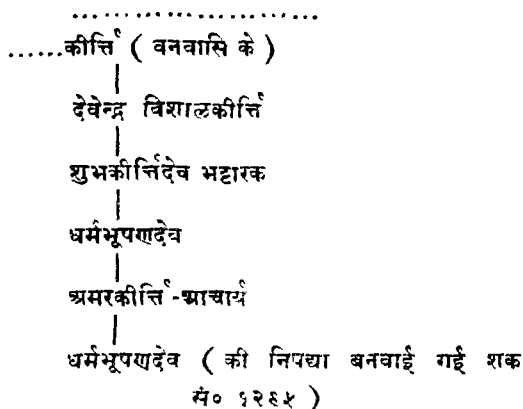 ......................
......कीर्त्ति ( वनवासि के )
देवेन्द्र विशालकीर्त्ति
शुभकीर्त्तिदेव भट्टारक
धर्मभूषणदेव
अमरकीर्त्ति-आचार्य
धर्मभूषणदेव ( की निषद्या बनवाई गई शक
सं० १२९५ )